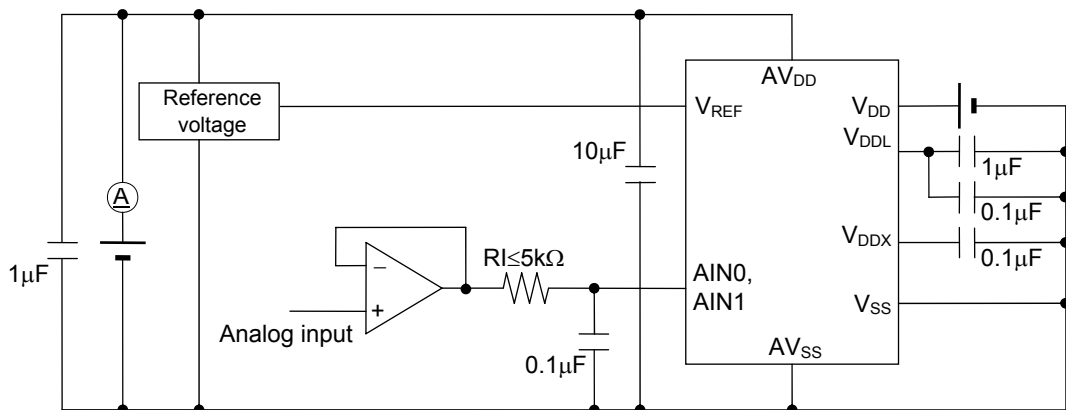 AVDD
Reference
voltage
VREF
VDD
VDDL
10μF
1μF
A
0.1μF
VDDX
0.1μF
1μF
RI≤5kΩ
−
AIN0,
AIN1
+
VSS
Analog input
0.1μF
AVSS